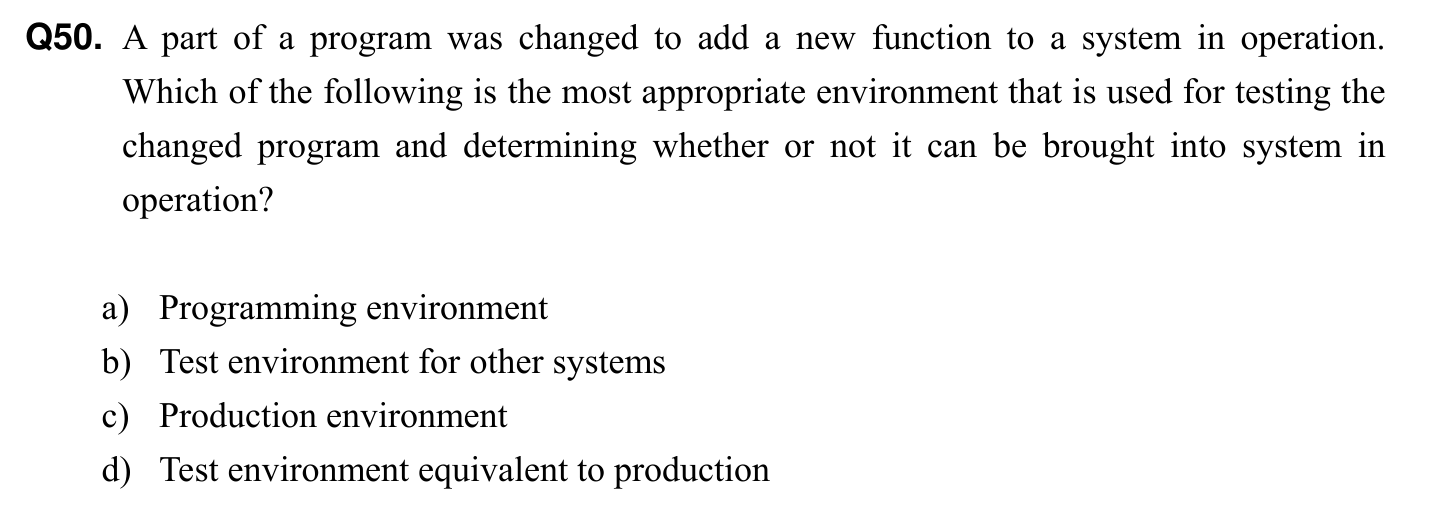 Q50. A part of a program was changed to add a new function to a system in operation.
Which of the following is the most appropriate environment that is used for testing the
changed program and determining whether or not it can be brought into system in
operation?
a) Programming environment
b) Test environment for other systems
c) Production environment
d) Test environment equivalent to production